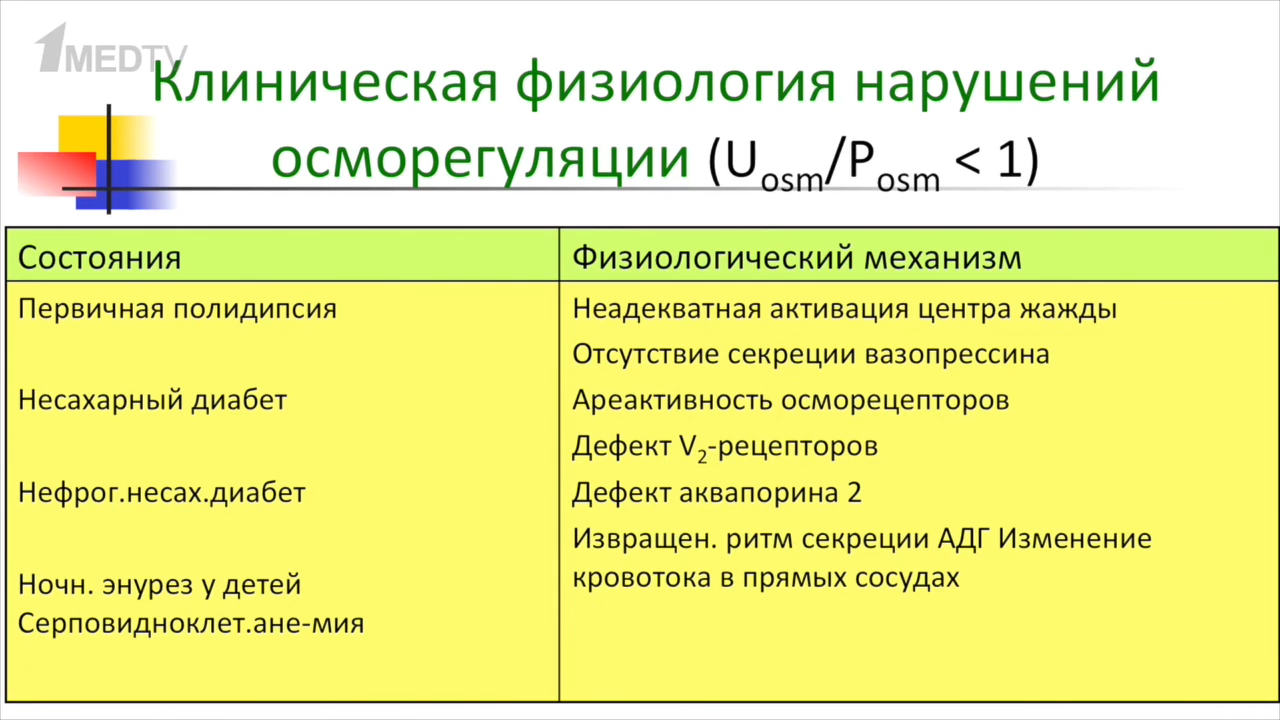 1MEDTV
Клиническая физиология нарушений
осморегуляции (Uosm/Posm < 1)
Состояния
Физиологический механизм
Первичная полидипсия
Неадекватная активация центра жажды
Отсутствие секреции вазопрессина
Несахарный диабет
Ареактивность осморецепторов
Дефект V2-рецепторов
Нефрог.несах.диабет
Дефект аквапорина 2
Извращен. ритм секреции АДГ Изменение
кровотока в прямых сосудах
Ночн. энурез у детей
Серповидноклет.ане-мия